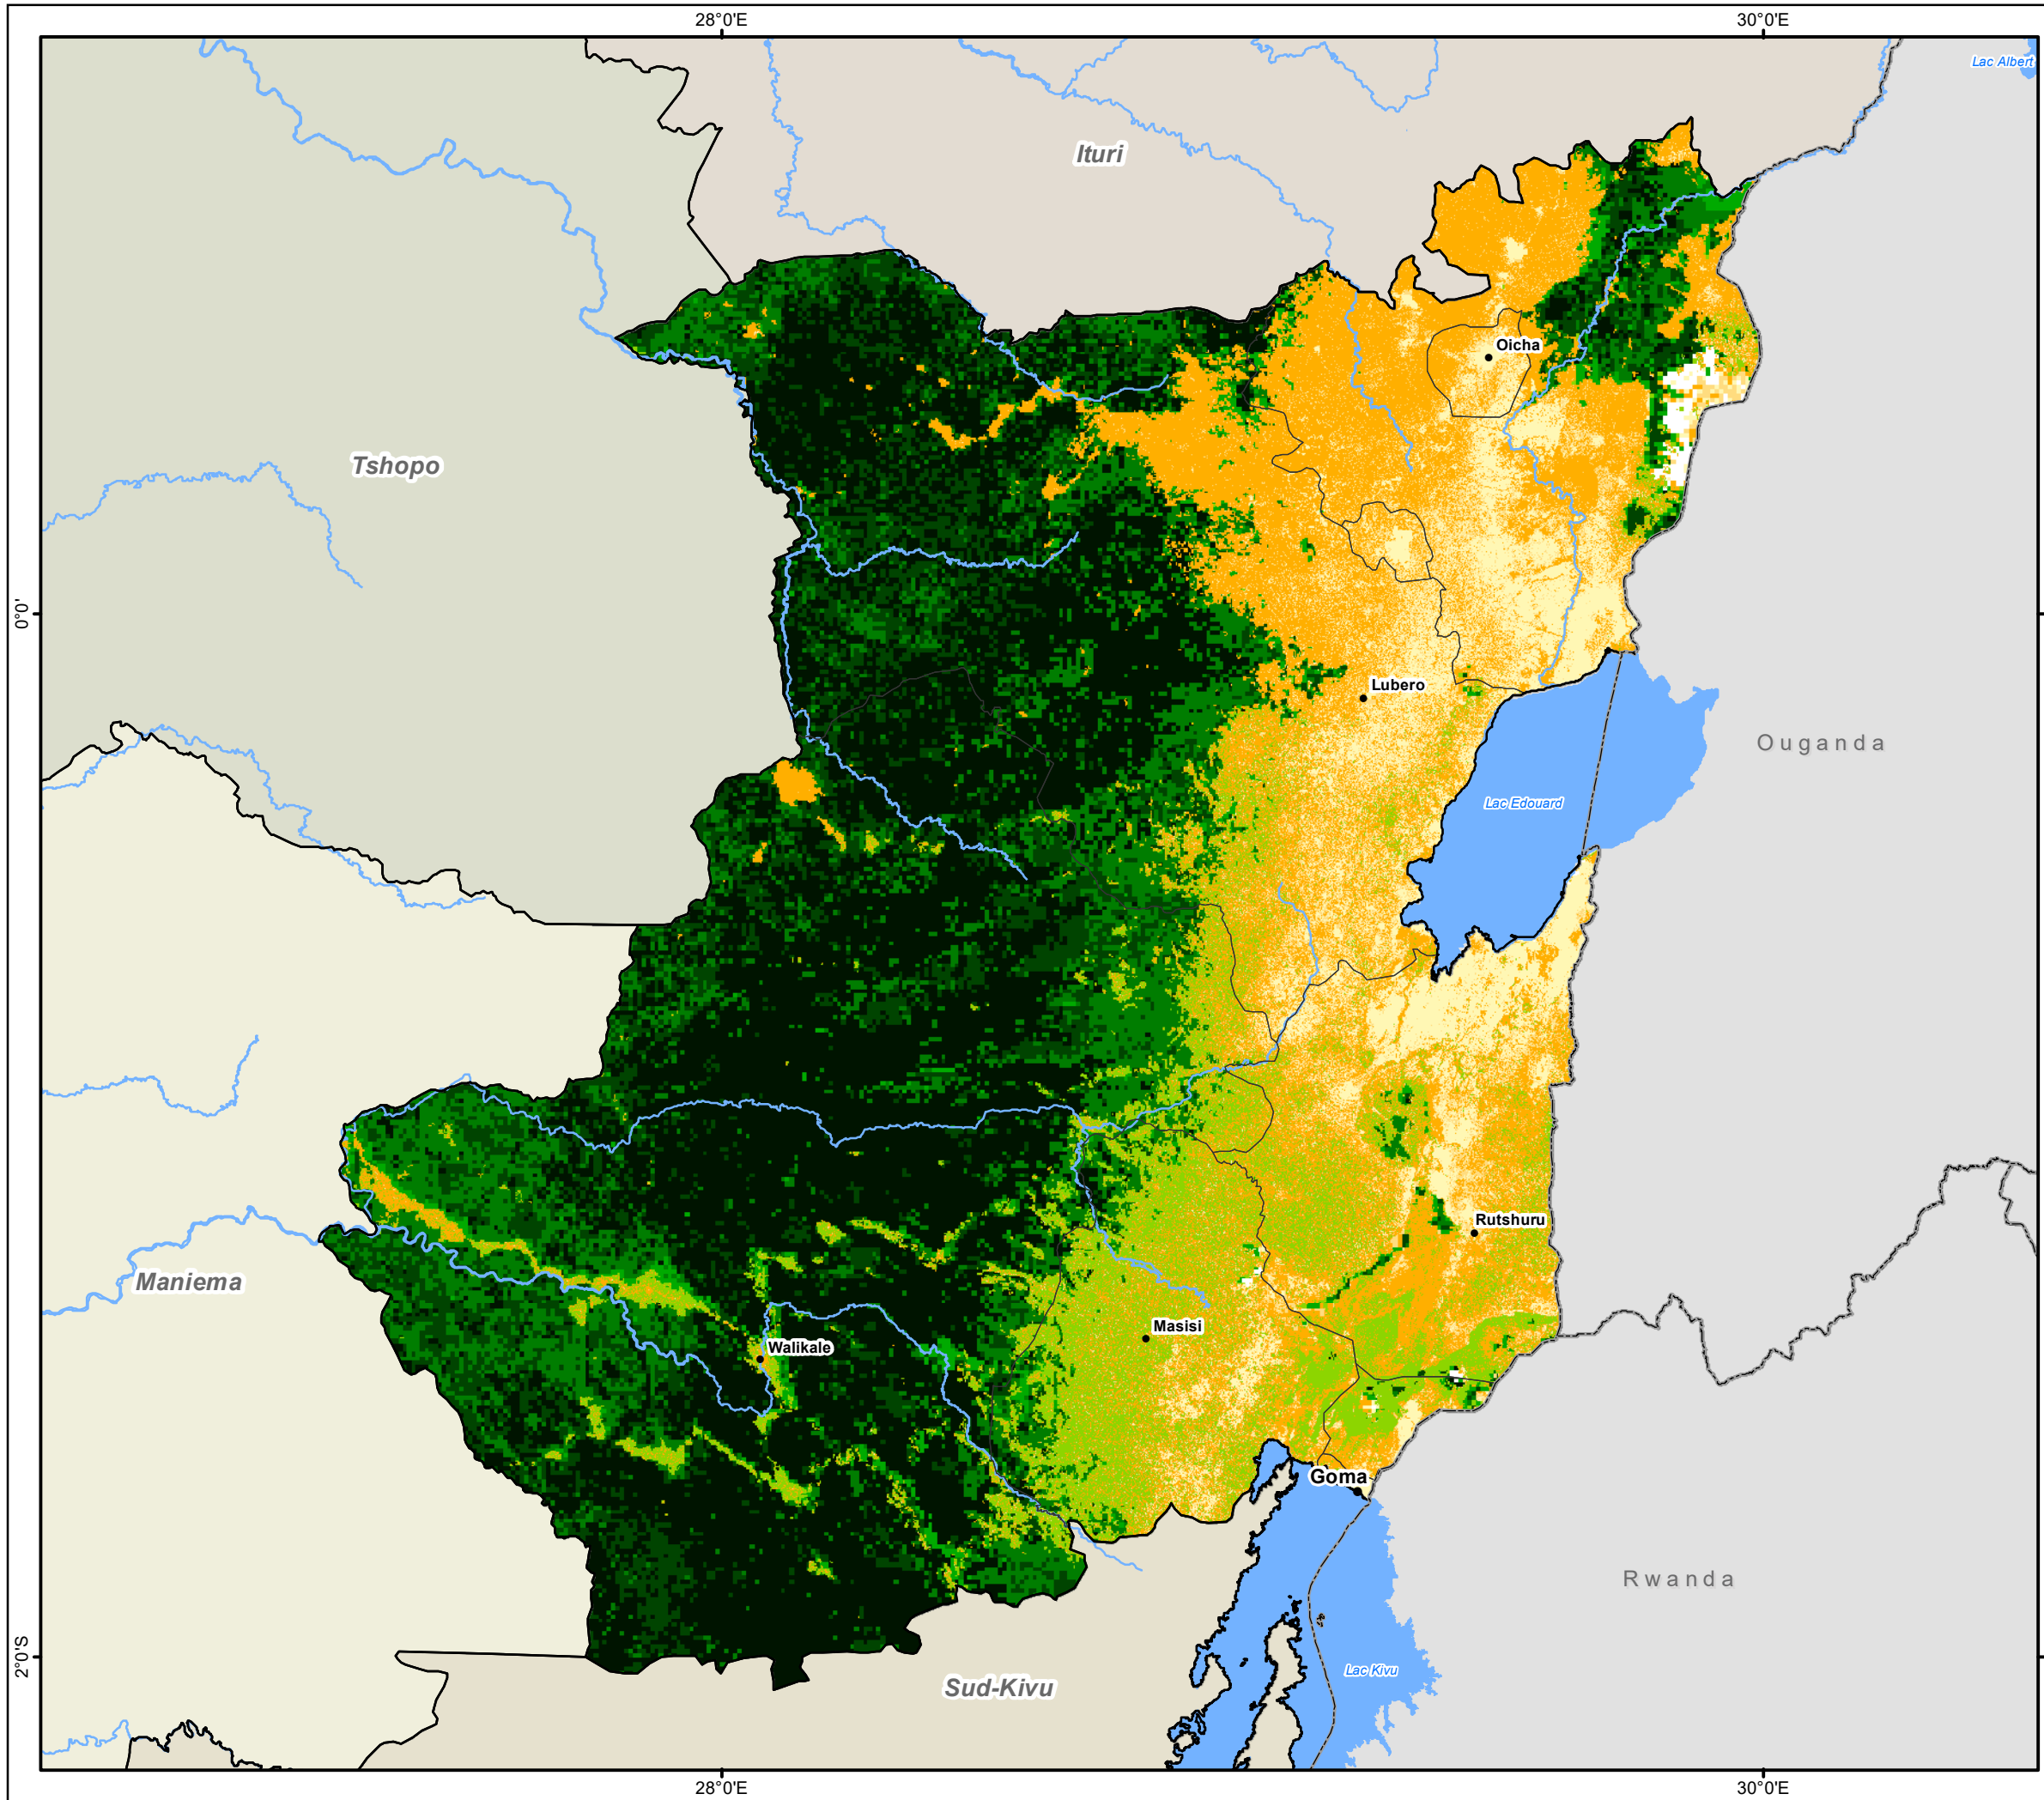 28°0'E
30°0'E
Lac Albert
Ituri
Oicha
Tshopo
0°0'
Lubero
Ouganda
Lac Edouard
Rutshuru
Maniema
Masisi
Walikale
Goma
Rwanda
2°0'S
Lac Kivu
Sud-Kivu
28°0'E
30°0'E